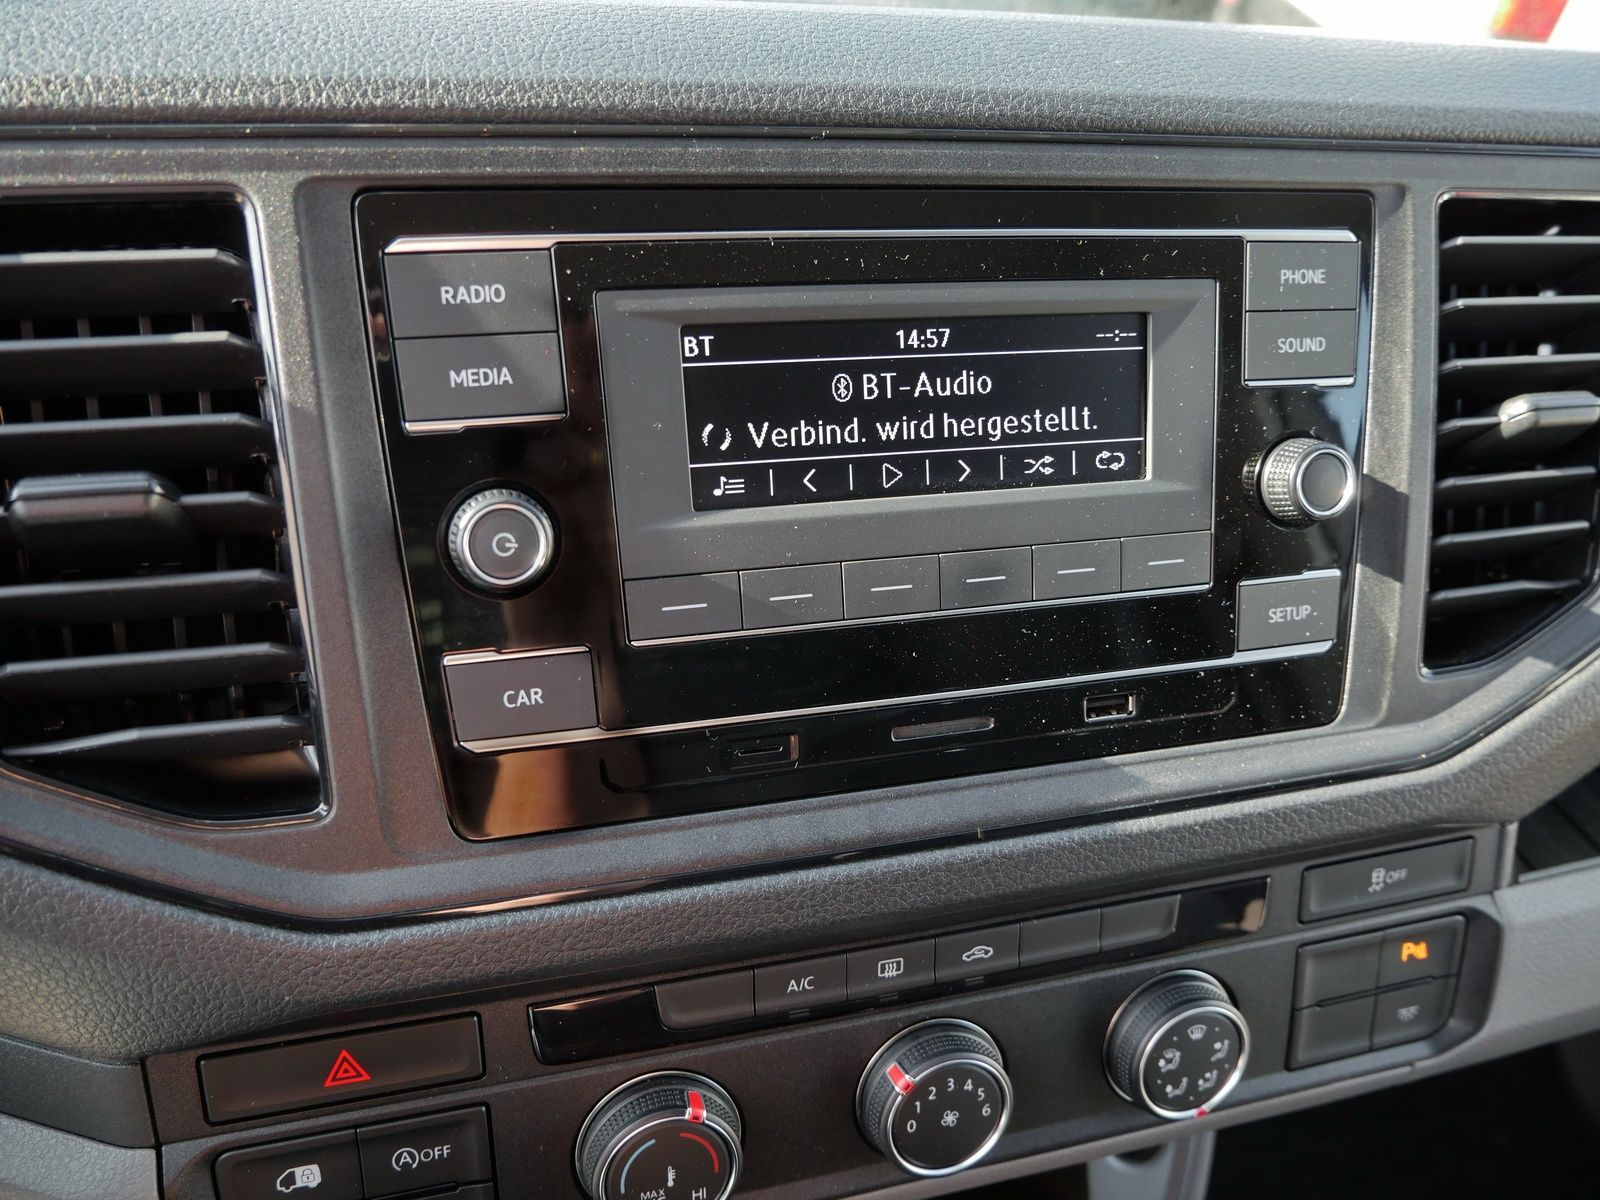 RADIO
MEDIA
PHONE
SOUND
BT 14:57 --:--
BT-Audio
Verbind. wird hergestellt.
SETUP
CAR
OFF
A/C
OFF
1 2 3 4 5
0 6
MAX HI